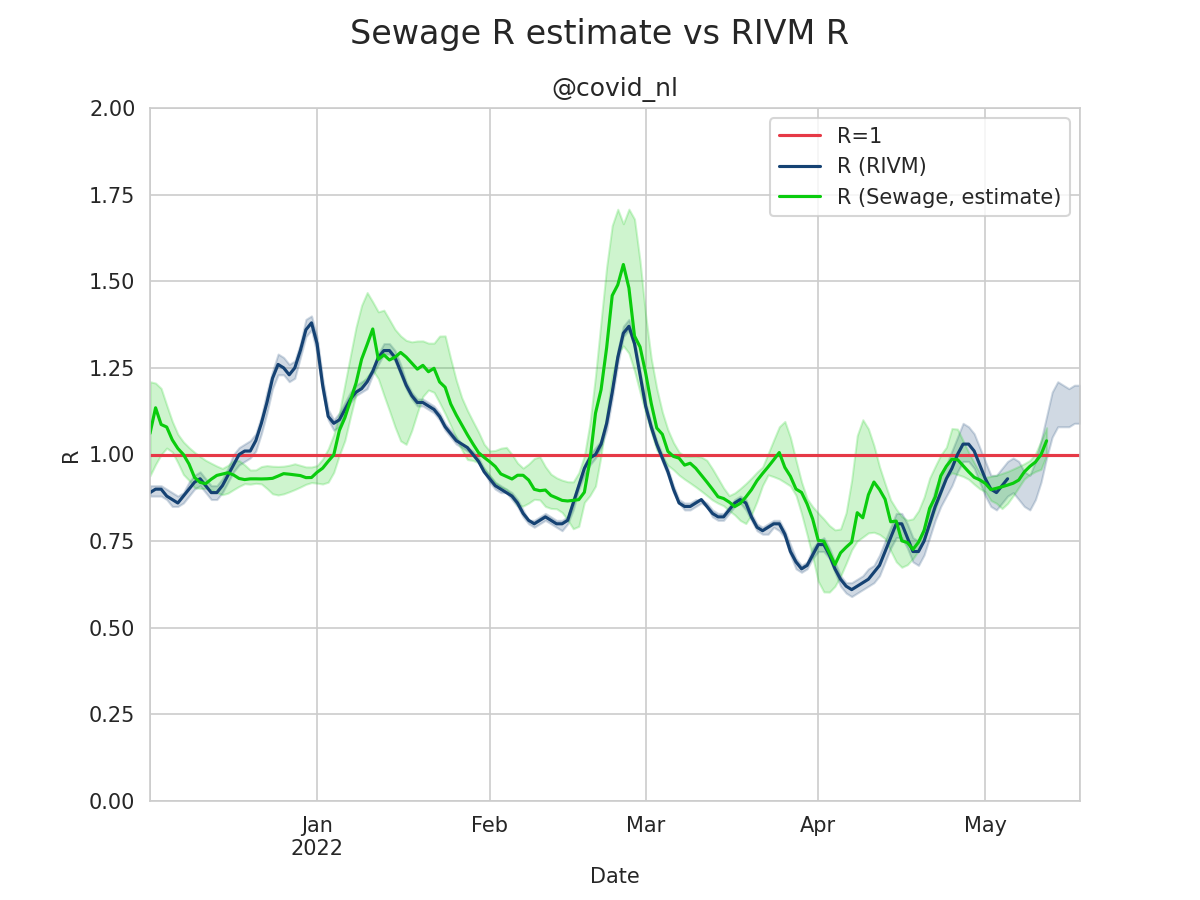 Sewage R estimate vs RIVM R
@covid_nl
2.00
1.75
1.50
1.25
1.00
0.75
0.50
0.25
0.00
R
R=1
R (RIVM)
R (Sewage, estimate)
Jan
2022
Feb
Mar
Apr
May
Date